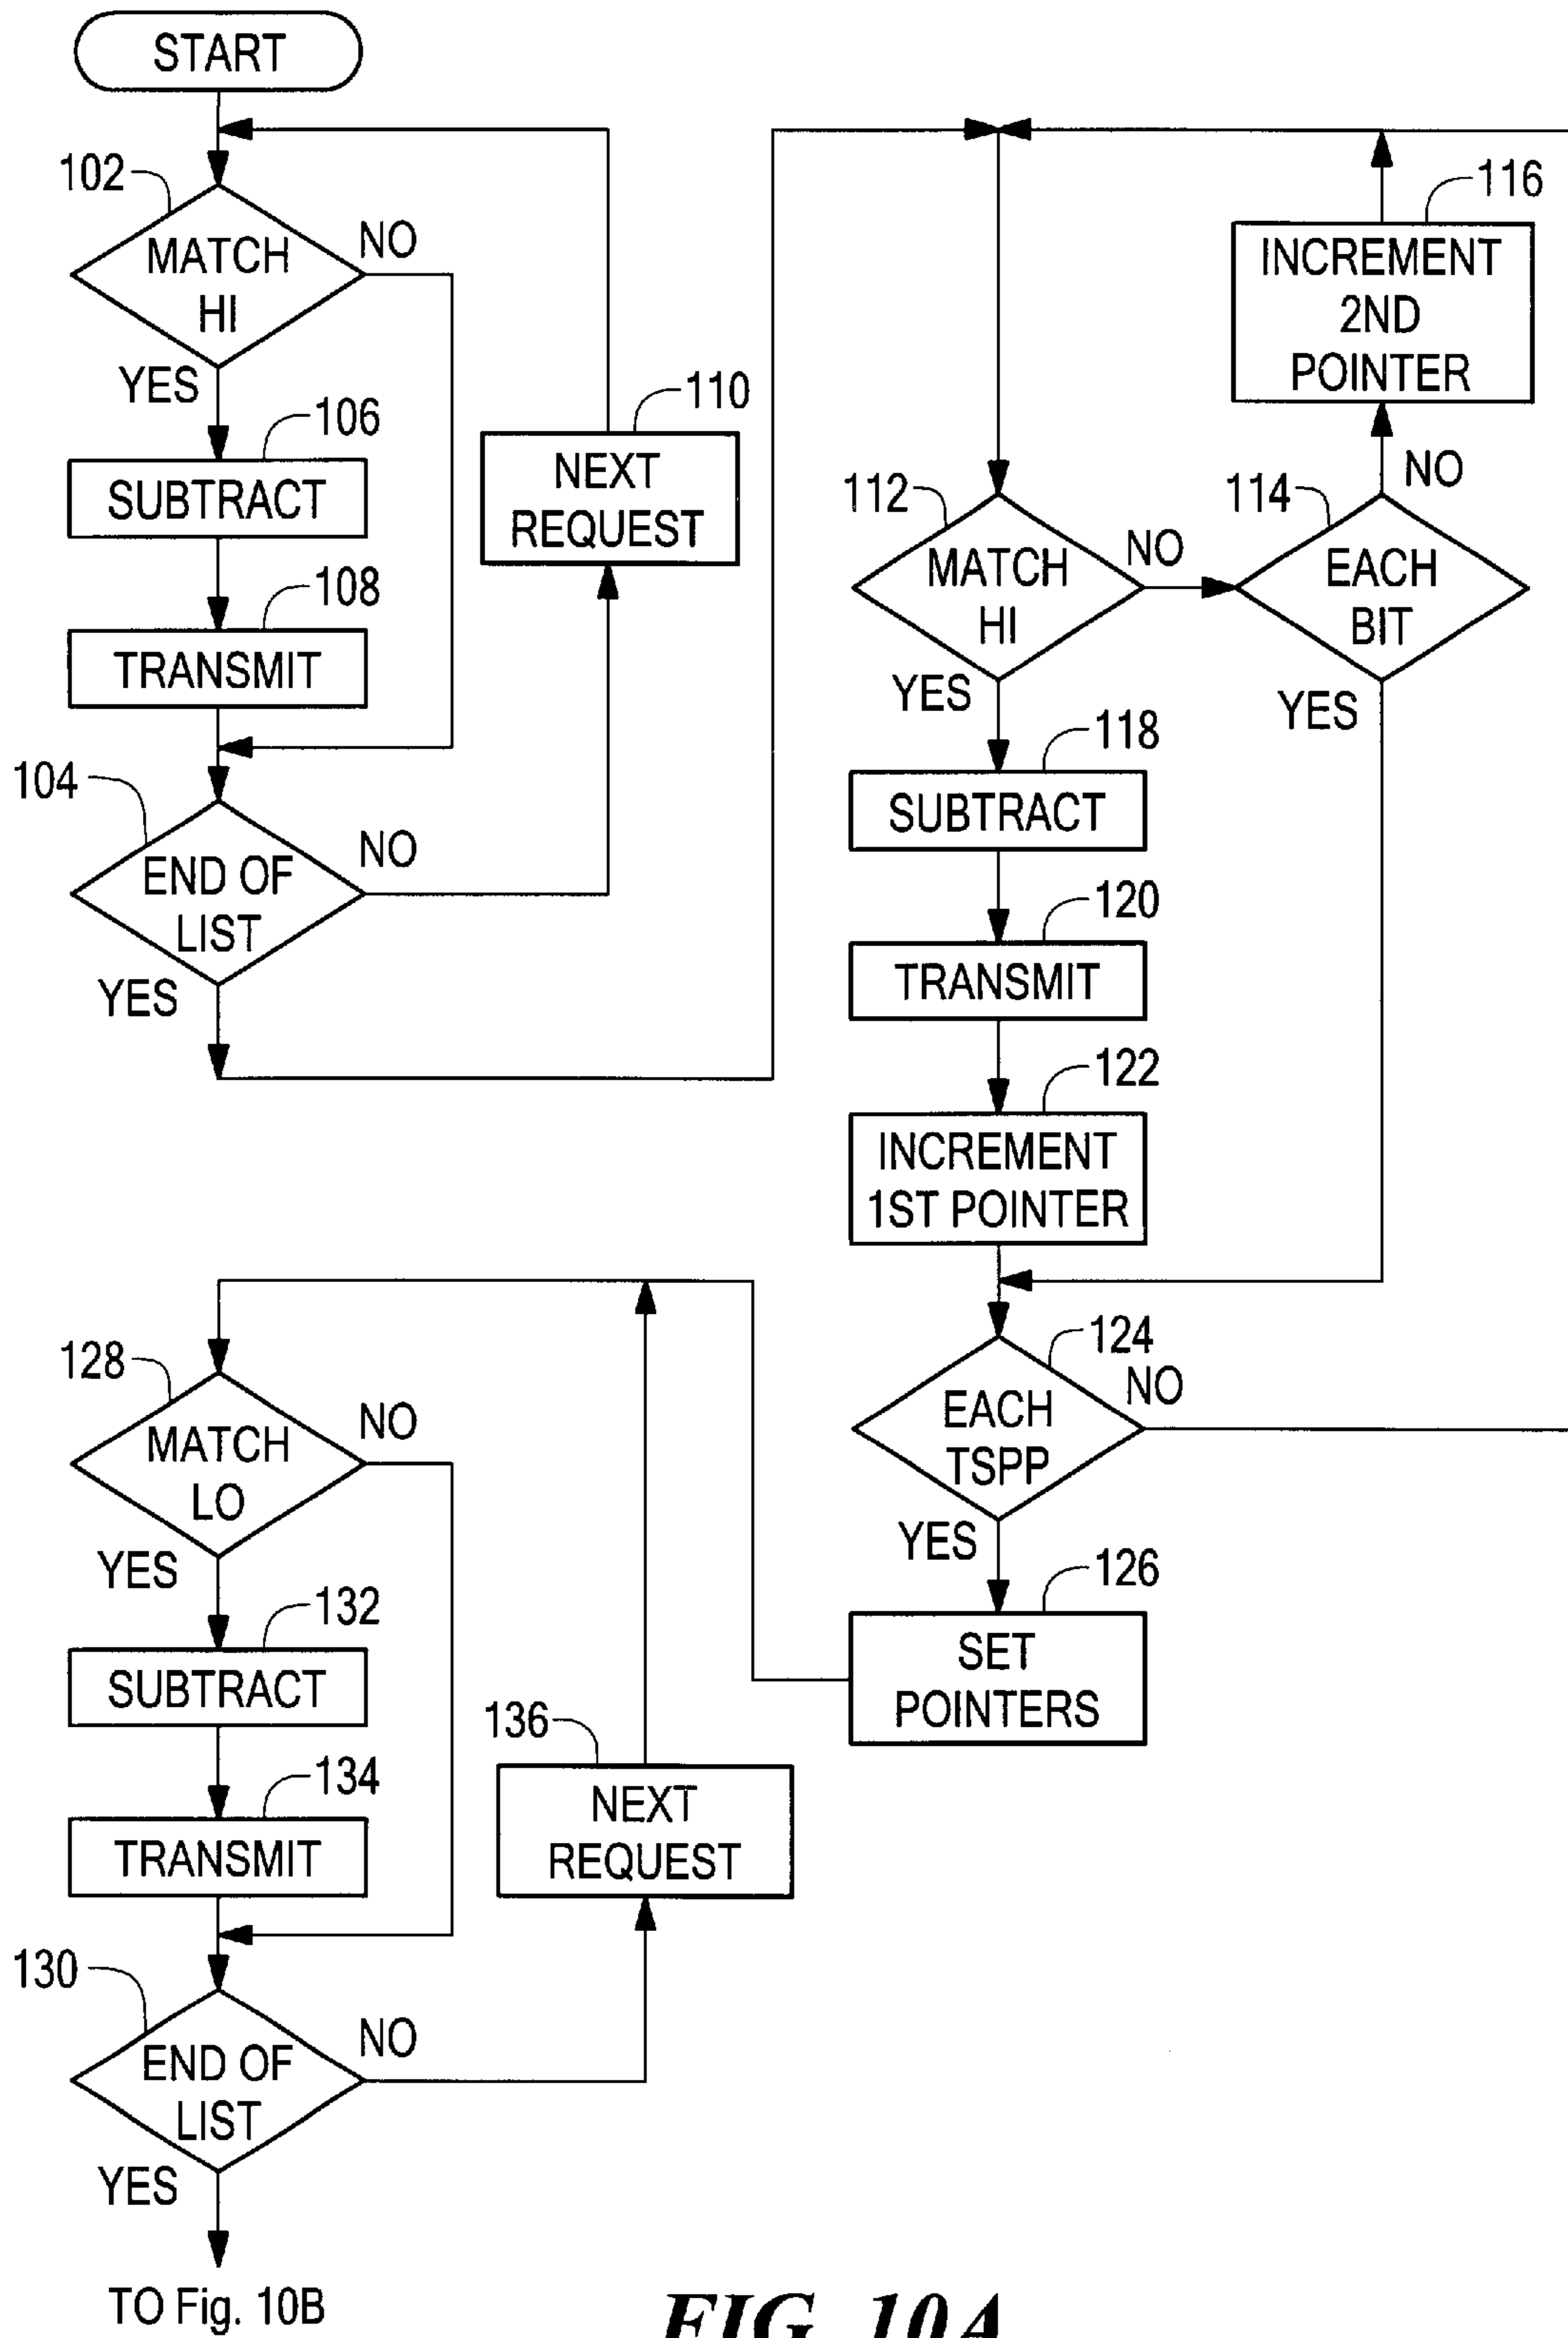 START
102
MATCH
HI
NO
YES
106
SUBTRACT
108
TRANSMIT
104
END OF
LIST
NO
YES
110
NEXT
REQUEST
112
MATCH
HI
NO
YES
114
EACH
BIT
NO
YES
116
INCREMENT
2ND
POINTER
118
SUBTRACT
120
TRANSMIT
122
INCREMENT
1ST POINTER
124
EACH
TSPP
NO
YES
126
SET
POINTERS
128
MATCH
LO
NO
YES
132
SUBTRACT
134
TRANSMIT
136
NEXT
REQUEST
130
END OF
LIST
NO
YES
TO Fig. 10B
FIG. 10A